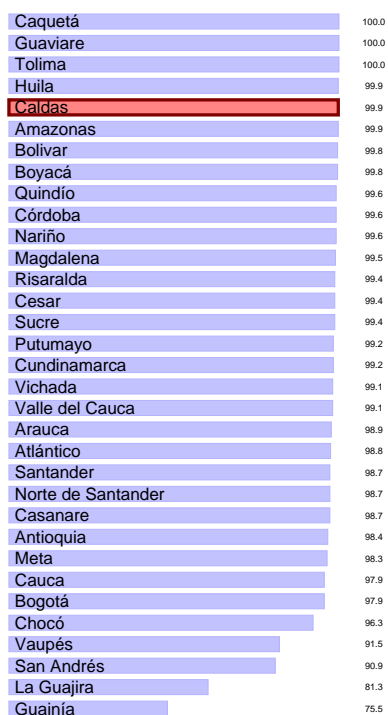 Caquetá 100.0
Guaviare 100.0
Tolima 100.0
Huila 99.9
Caldas 99.9
Amazonas 99.9
Bolivar 99.8
Boyacá 99.8
Quindío 99.6
Córdoba 99.6
Nariño 99.6
Magdalena 99.5
Risaralda 99.4
Cesar 99.4
Sucre 99.4
Putumayo 99.2
Cundinamarca 99.2
Vichada 99.1
Valle del Cauca 99.1
Arauca 98.9
Atlántico 98.8
Santander 98.7
Norte de Santander 98.7
Casanare 98.7
Antioquia 98.4
Meta 98.3
Cauca 97.9
Bogotá 97.9
Chocó 96.3
Vaupés 91.5
San Andrés 90.9
La Guajira 81.3
Guainía 75.5